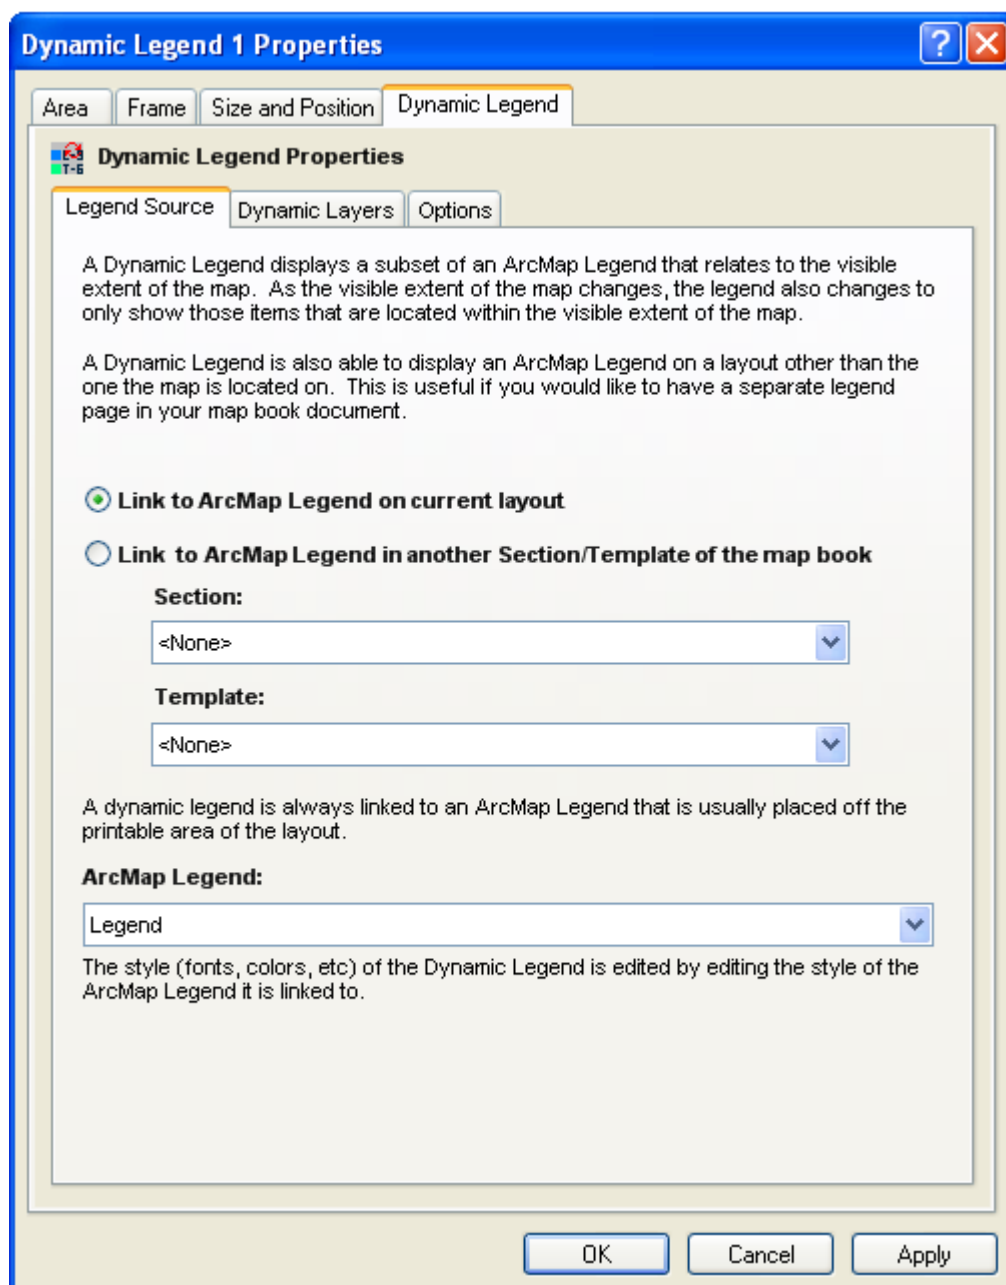 Dynamic Legend 1 Properties
Area Frame Size and Position Dynamic Legend
Dynamic Legend Properties
Legend Source Dynamic Layers Options
A Dynamic Legend displays a subset of an ArcMap Legend that relates to the visible
extent of the map. As the visible extent of the map changes, the legend also changes to
only show those items that are located within the visible extent of the map.
A Dynamic Legend is also able to display an ArcMap Legend on a layout other than the
one the map is located on. This is useful if you would like to have a separate legend
page in your map book document.
Link to ArcMap Legend on current layout
Link to ArcMap Legend in another Section/Template of the map book
Section:
<None>
Template:
<None>
A dynamic legend is always linked to an ArcMap Legend that is usually placed off the
printable area of the layout.
ArcMap Legend:
Legend
The style (fonts, colors, etc) of the Dynamic Legend is edited by editing the style of the
ArcMap Legend it is linked to.
OK Cancel Apply